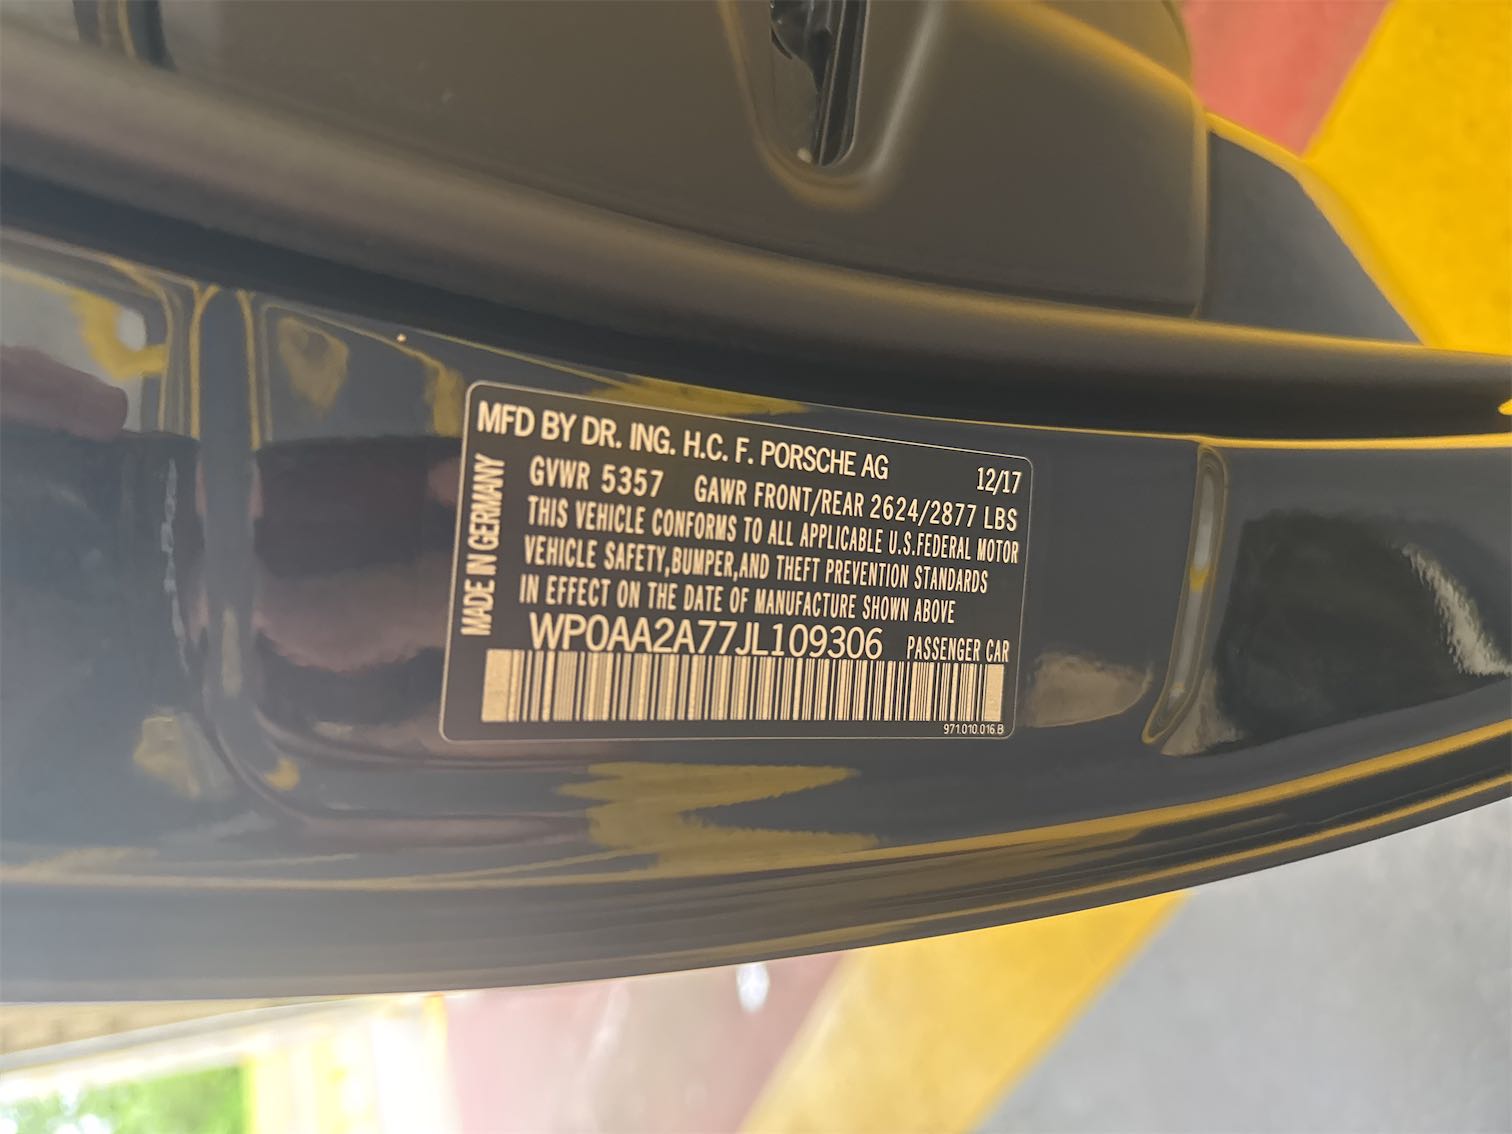 MFD BY DR. ING. H.C. F. PORSCHE AG 12/17
GVWR 5357 GAWR FRONT/REAR 2624/2877 LBS
THIS VEHICLE CONFORMS TO ALL APPLICABLE U.S.FEDERAL MOTOR
VEHICLE SAFETY,BUMPER,AND THEFT PREVENTION STANDARDS
IN EFFECT ON THE DATE OF MANUFACTURE SHOWN ABOVE
WP0AA2A77JL109306 PASSENGER CAR
971.010.016.B
MADE IN GERMANY